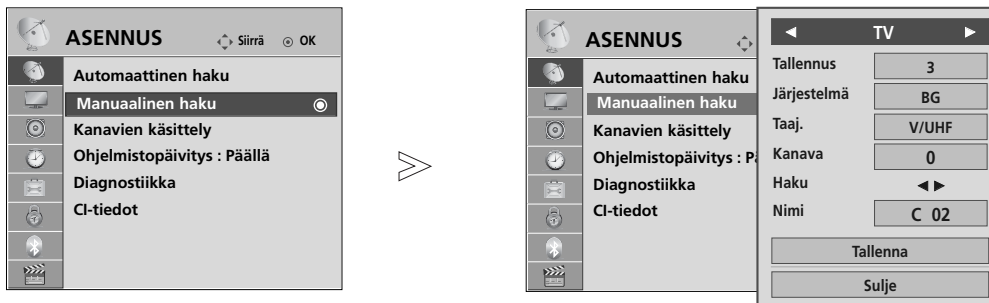 ASENNUS Siirrä OK
Automaattinen haku
Manuaalinen haku
Kanavien käsittely
Ohjelmistopäivitys : Päällä
Diagnostiikka
CI-tiedot
ASENNUS
Automaattinen haku
Manuaalinen haku
Kanavien käsittely
Ohjelmistopäivitys : Pä
Diagnostiikka
CI-tiedot
◄ TV ►
Tallennus 3
Järjestelmä BG
Taaj. V/UHF
Kanava 0
Haku ◄►
Nimi C 02
Tallenna
Sulje